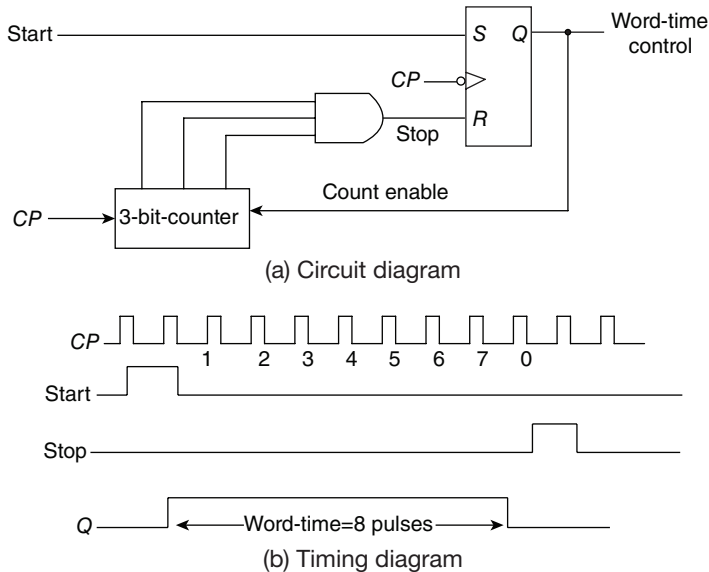 Start
S
Q
Word-time
control
CP
R
Stop
Count enable
CP
3-bit-counter
(a) Circuit diagram
CP
1 2 3 4 5 6 7 0
Start
Stop
Q
Word-time=8 pulses
(b) Timing diagram